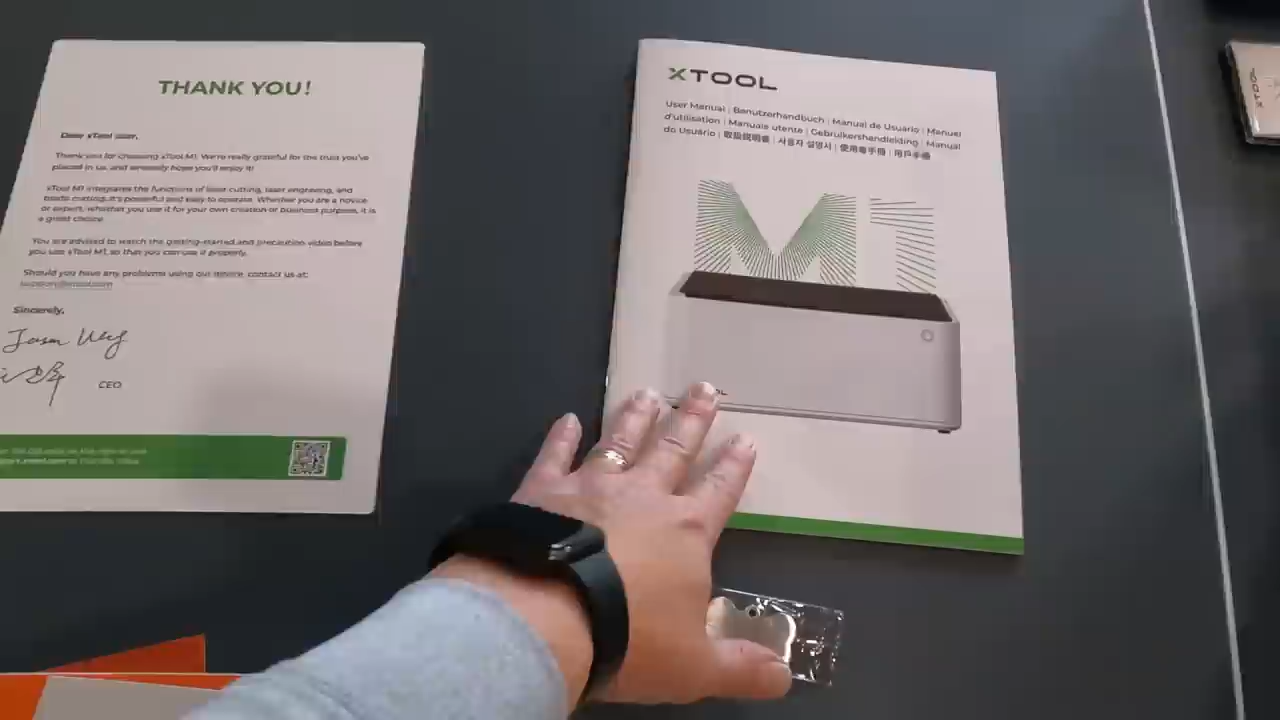 THANK YOU!
Dear xTool user,
Thank you for choosing xTool M1. We're really grateful for the trust you've
placed in us, and sincerely hope you'll enjoy it!
xTool M1 integrates the functions of laser cutting, laser engraving, and
blade cutting. It's powerful and easy to operate. Whether you are a novice
or expert, whether you use it for your own creation or business purpose, it is
a great choice.
You are advised to watch the getting-started and precaution video before
you use xTool M1, so that you can use it properly.
Should you have any problems using our device, contact us at:
support@xtool.com
Sincerely,
CEO
XTOOL
User Manual | Benutzerhandbuch | Manual de Usuario | Manuel
d'utilisation | Manuale utente | Gebruikershandleiding | Manual
do Usuário | 取扱説明書 | 사용자 설명서 | 使用者手冊 | 用戶手冊
M1
XTOOL